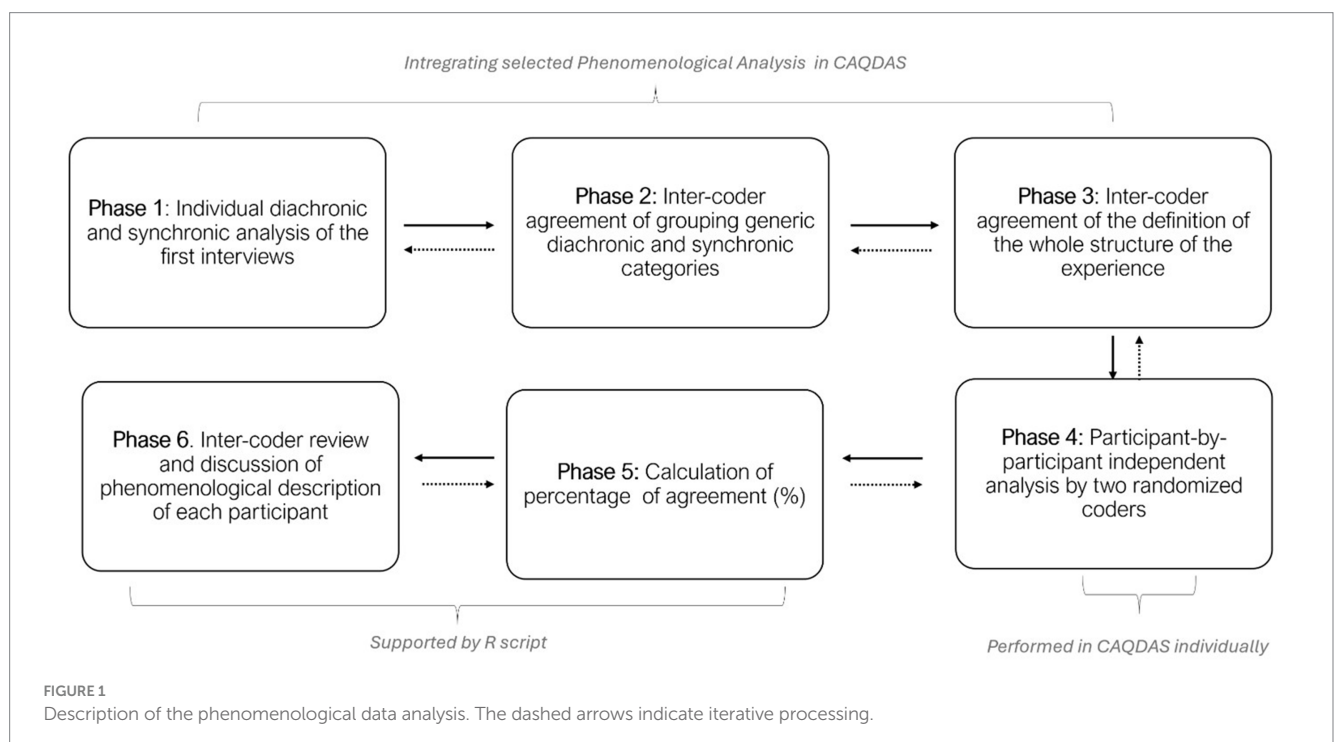 Intregrating selected Phenomenological Analysis in CAQDAS
Phase 1: Individual diachronic
and synchronic analysis of the
first interviews
Phase 2: Inter-coder
agreement of grouping generic
diachronic and synchronic
categories
Phase 3: Inter-coder
agreement of the definition of
the whole structure of the
experience
Phase 6. Inter-coder review
and discussion of
phenomenological description
of each participant
Phase 5: Calculation of
percentage of agreement (%)
Phase 4: Participant-by-
participant independent
analysis by two randomized
coders
Supported by R script
Performed in CAQDAS individually
FIGURE 1
Description of the phenomenological data analysis. The dashed arrows indicate iterative processing.